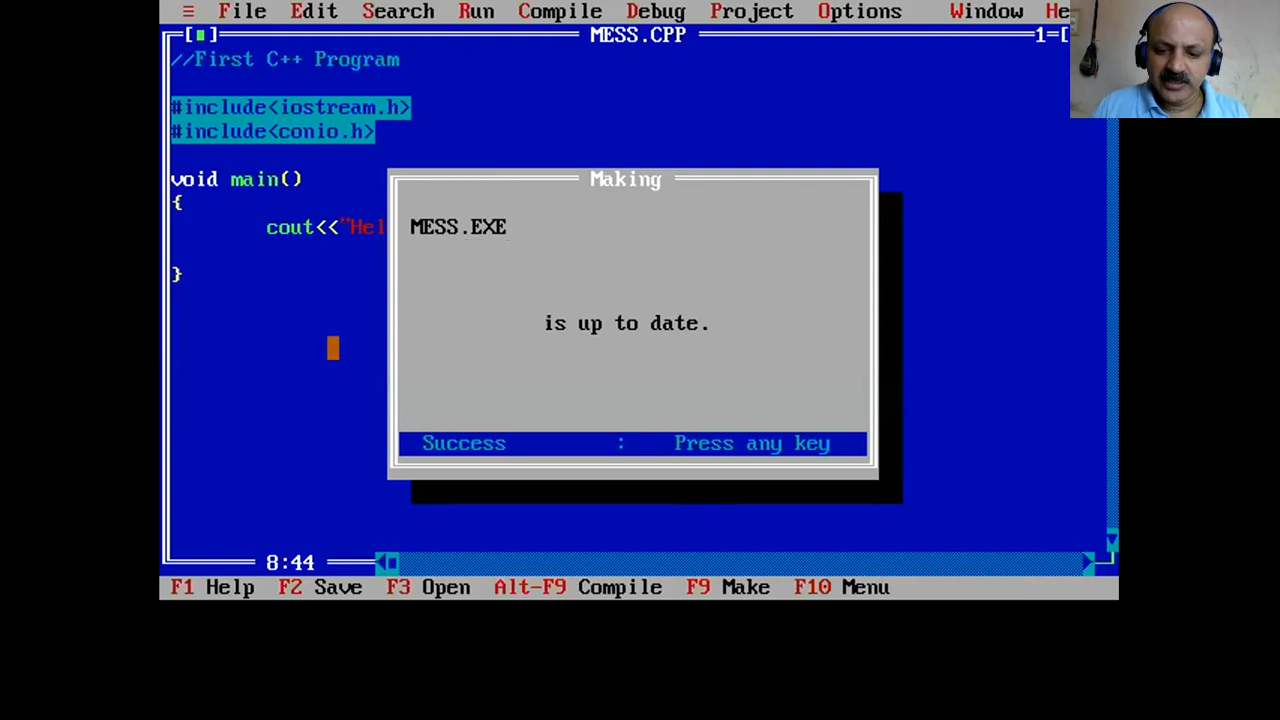 ≡ File Edit Search Run Compile Debug Project Options Window He
[■] MESS.CPP 1=[
//First C++ Program
#include<iostream.h>
#include<conio.h>
void main()
{
cout<<"Hel
}
Making
MESS.EXE
is up to date.
Success : Press any key
8:44
F1 Help F2 Save F3 Open Alt-F9 Compile F9 Make F10 Menu